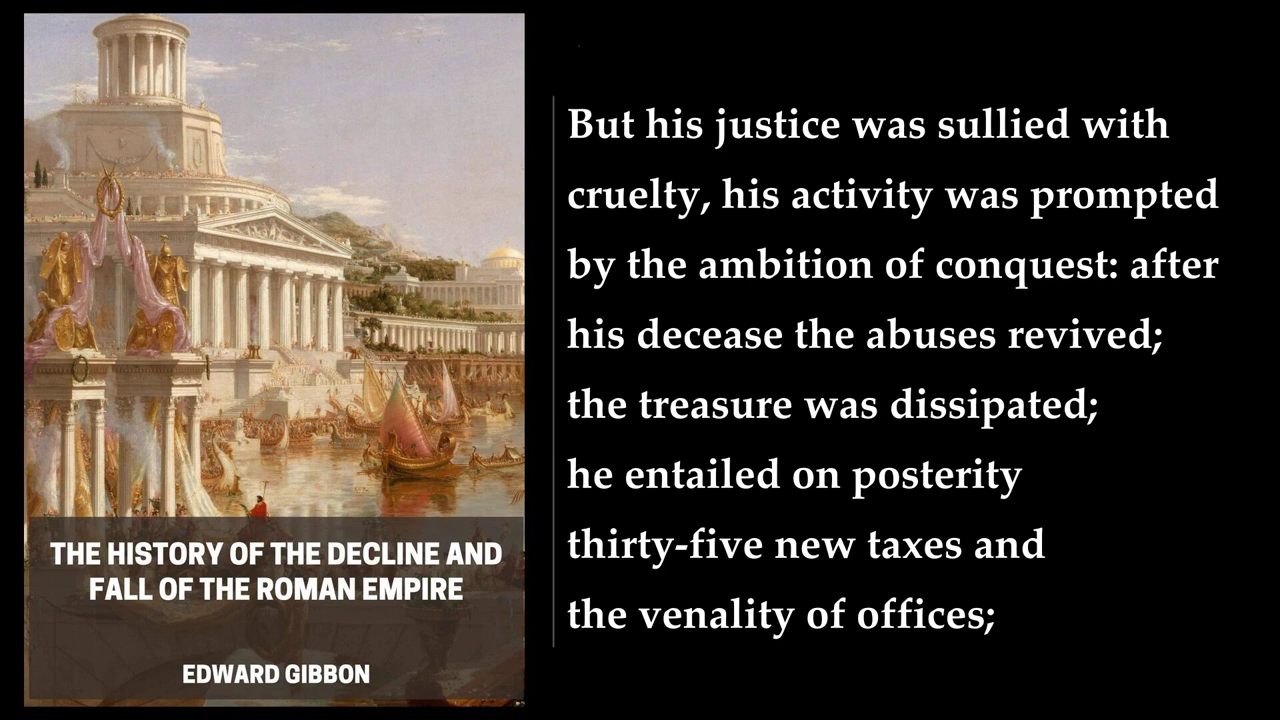 THE HISTORY OF THE DECLINE AND
FALL OF THE ROMAN EMPIRE
EDWARD GIBBON
But his justice was sullied with
cruelty, his activity was prompted
by the ambition of conquest: after
his decease the abuses revived;
the treasure was dissipated;
he entailed on posterity
thirty-five new taxes and
the venality of offices;